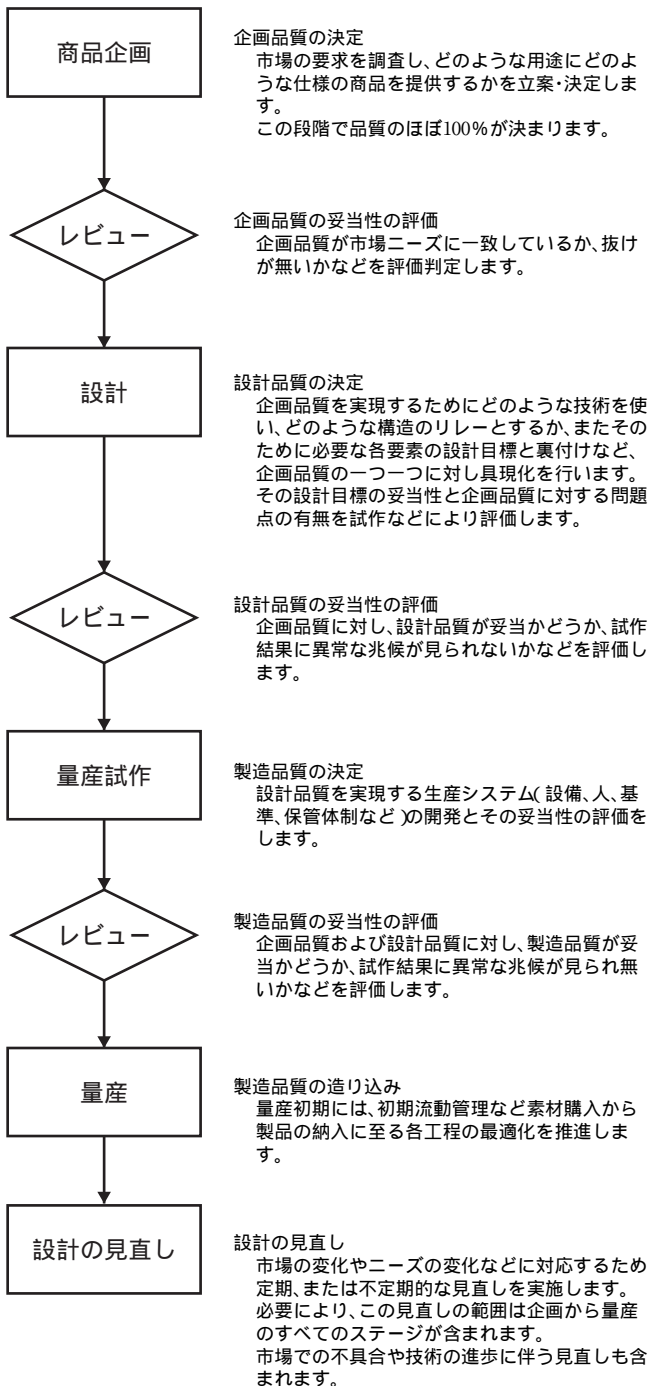 商品企画
企画品質の決定
市場の要求を調査し、どのような用途にどのよ
うな仕様の商品を提供するかを立案・決定しま
す。
この段階で品質のほぼ100％が決まります。
レビュー
企画品質の妥当性の評価
企画品質が市場ニーズに一致しているか、抜け
が無いかなどを評価判定します。
設計
設計品質の決定
企画品質を実現するためにどのような技術を使
い、どのような構造のリレーとするか、またその
ために必要な各要素の設計目標と裏付けなど、
企画品質の一つ一つに対し具現化を行います。
その設計目標の妥当性と企画品質に対する問題
点の有無を試作などにより評価します。
レビュー
設計品質の妥当性の評価
企画品質に対し、設計品質が妥当かどうか、試作
結果に異常な兆候が見られないかなどを評価し
ます。
量産試作
製造品質の決定
設計品質を実現する生産システム(設備、人、基
準、保管体制など)の開発とその妥当性の評価を
します。
レビュー
製造品質の妥当性の評価
企画品質および設計品質に対し、製造品質が妥
当かどうか、試作結果に異常な兆候が見られ無
いかなどを評価します。
量産
製造品質の造り込み
量産初期には、初期流動管理など素材購入から
製品の納入に至る各工程の最適化を推進しま
す。
設計の見直し
設計の見直し
市場の変化やニーズの変化などに対応するため
定期、または不定期的な見直しを実施します。
必要により、この見直しの範囲は企画から量産
のすべてのステージが含まれます。
市場での不具合や技術の進歩に伴う見直しも含
まれます。